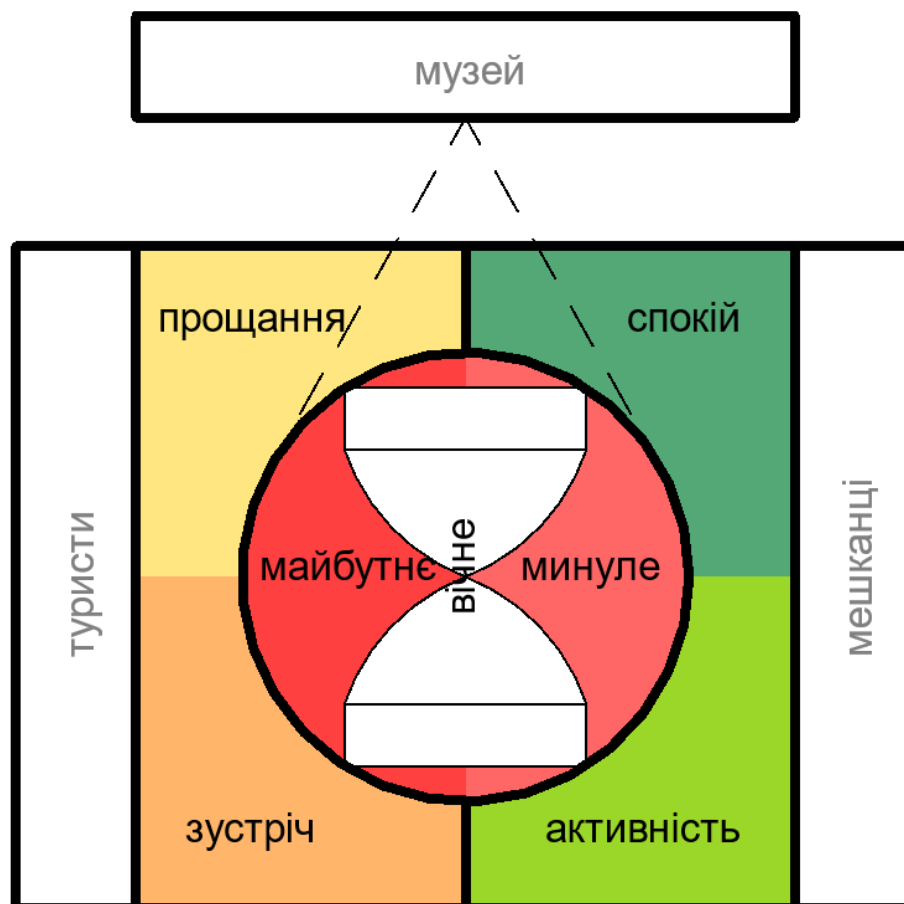 музей
прощання
спокій
туристи
майбутнє
вічне
минуле
мешканці
зустріч
активність